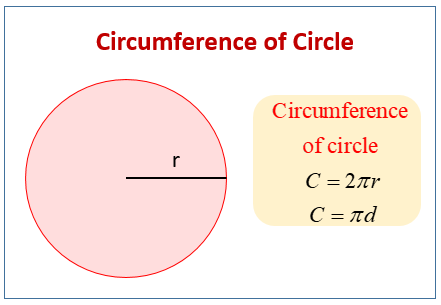 Circumference of Circle
r
Circumference
of circle
C = 2πr
C = πd